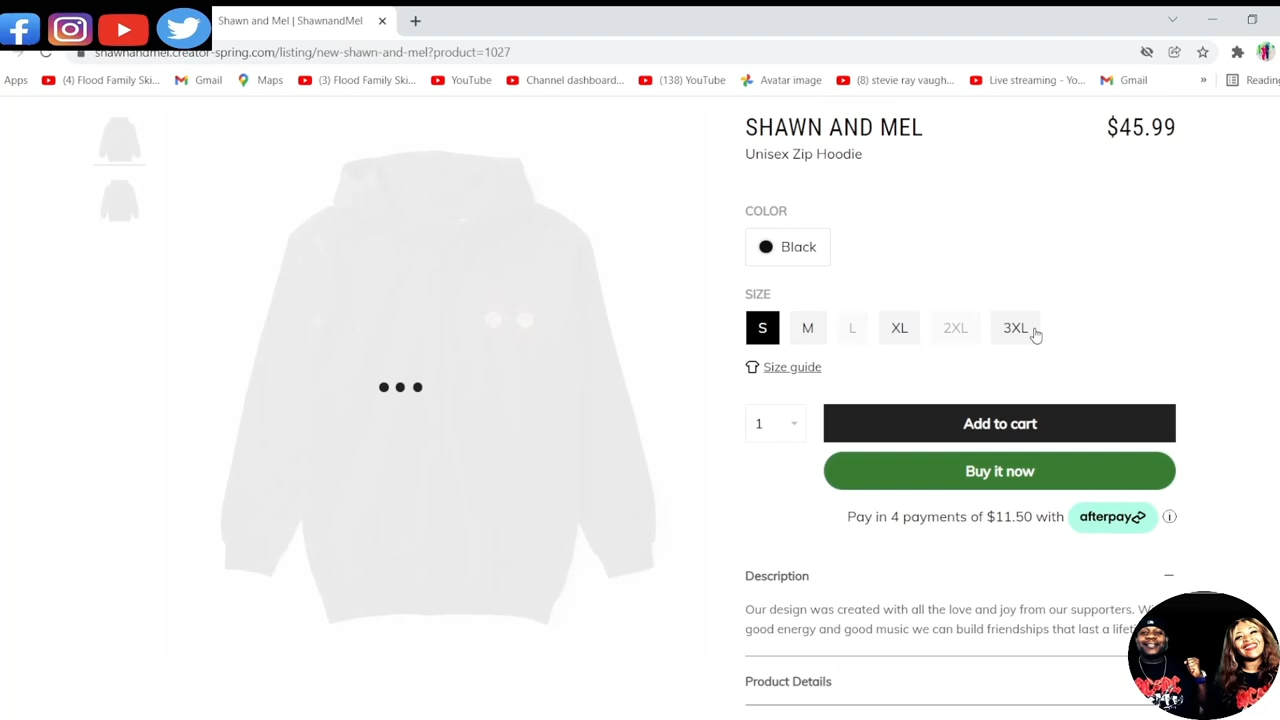 Shawn and Mel | ShawnandMel
shawnandmel.creator-spring.com/listing/new-shawn-and-mel?product=1027
Apps (4) Flood Family Ski... Gmail Maps (3) Flood Family Ski... YouTube Channel dashboard... (138) YouTube Avatar image (8) stevie ray vaugh... Live streaming - Yo... Gmail » Reading
SHAWN AND MEL $45.99
Unisex Zip Hoodie
COLOR
Black
SIZE
S M L XL 2XL 3XL
Size guide
1 Add to cart
Buy it now
Pay in 4 payments of $11.50 with afterpay
Description
Our design was created with all the love and joy from our supporters.
good energy and good music we can build friendships that last a
Product Details